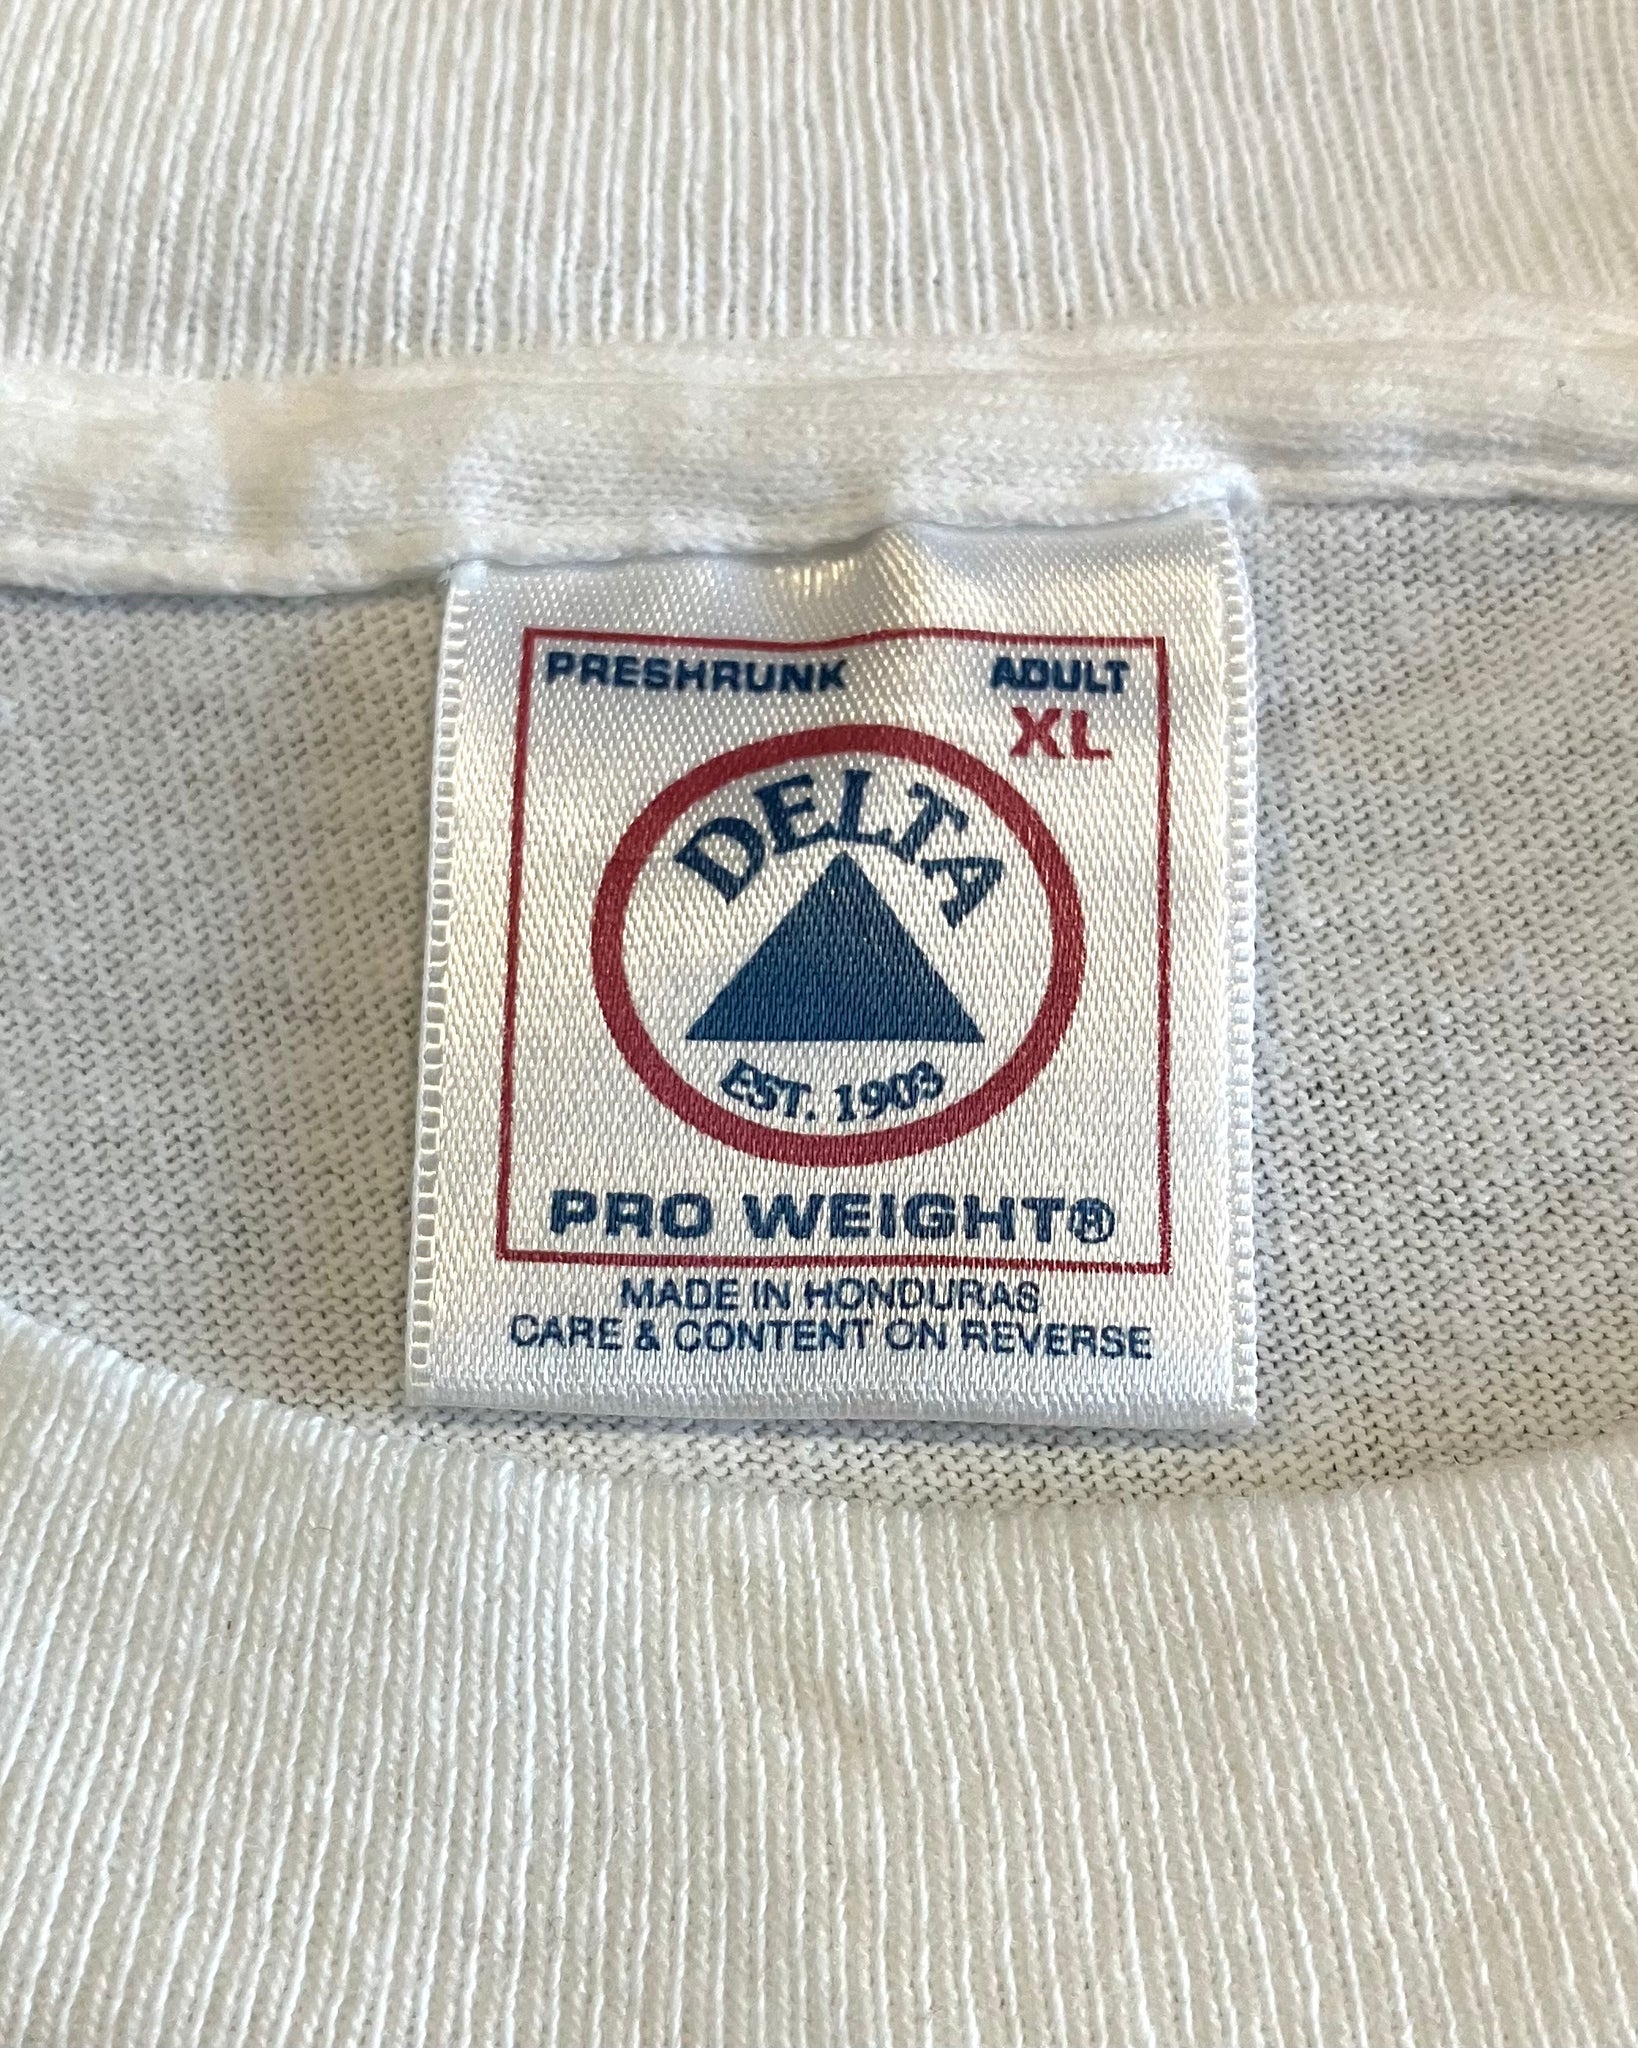 PRESHRUNK ADULT
XL
DELTA
EST. 1903
PRO WEIGHT®
MADE IN HONDURAS
CARE & CONTENT ON REVERSE